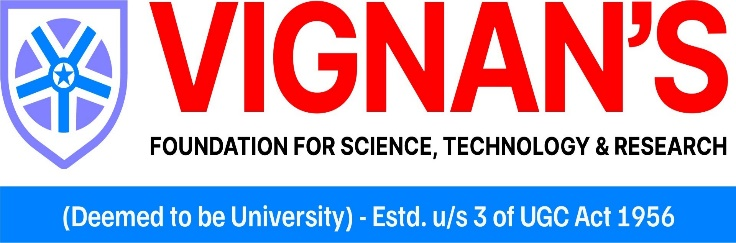 VIGNAN'S
FOUNDATION FOR SCIENCE, TECHNOLOGY & RESEARCH
(Deemed to be University) - Estd. u/s 3 of UGC Act 1956